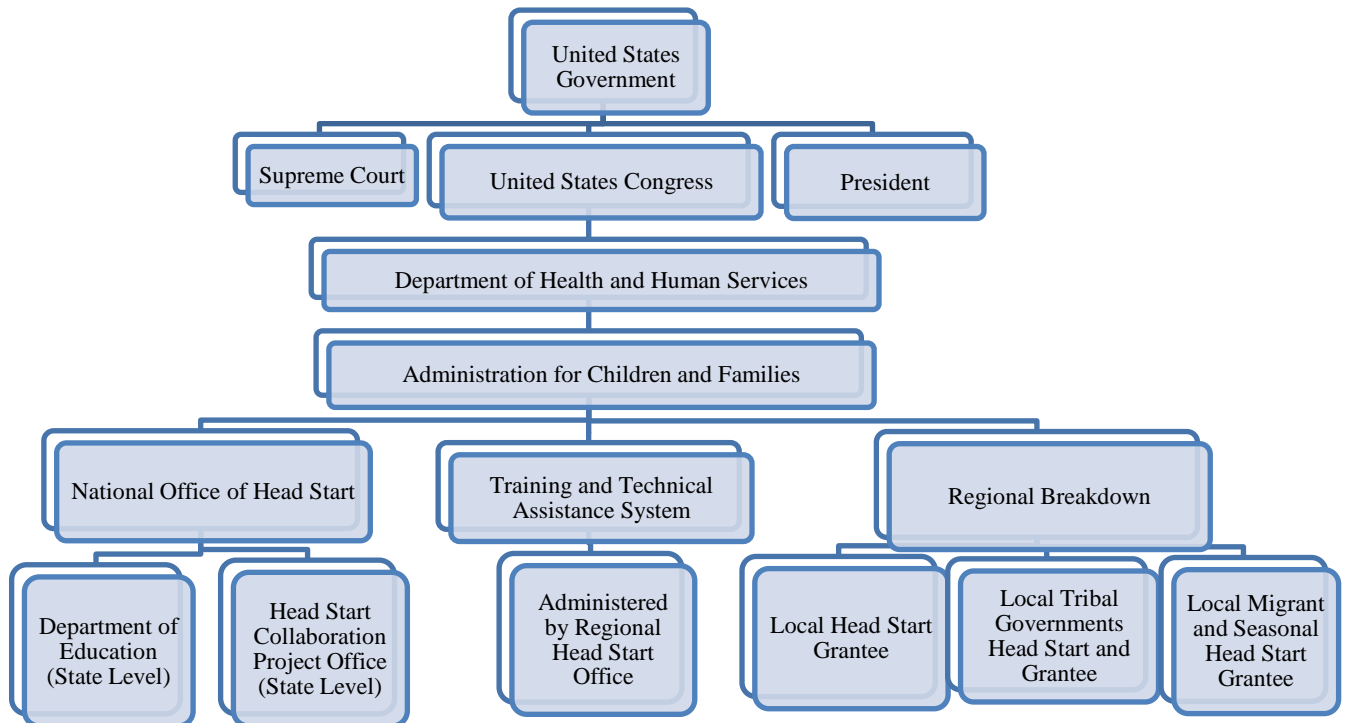 United States
Government
Supreme Court
United States Congress
President
Department of Health and Human Services
Administration for Children and Families
National Office of Head Start
Training and Technical
Assistance System
Regional Breakdown
Department of
Education
(State Level)
Head Start
Collaboration
Project Office
(State Level)
Administered
by Regional
Head Start
Office
Local Head Start
Grantee
Local Tribal
Governments
Head Start and
Grantee
Local Migrant
and Seasonal
Head Start
Grantee